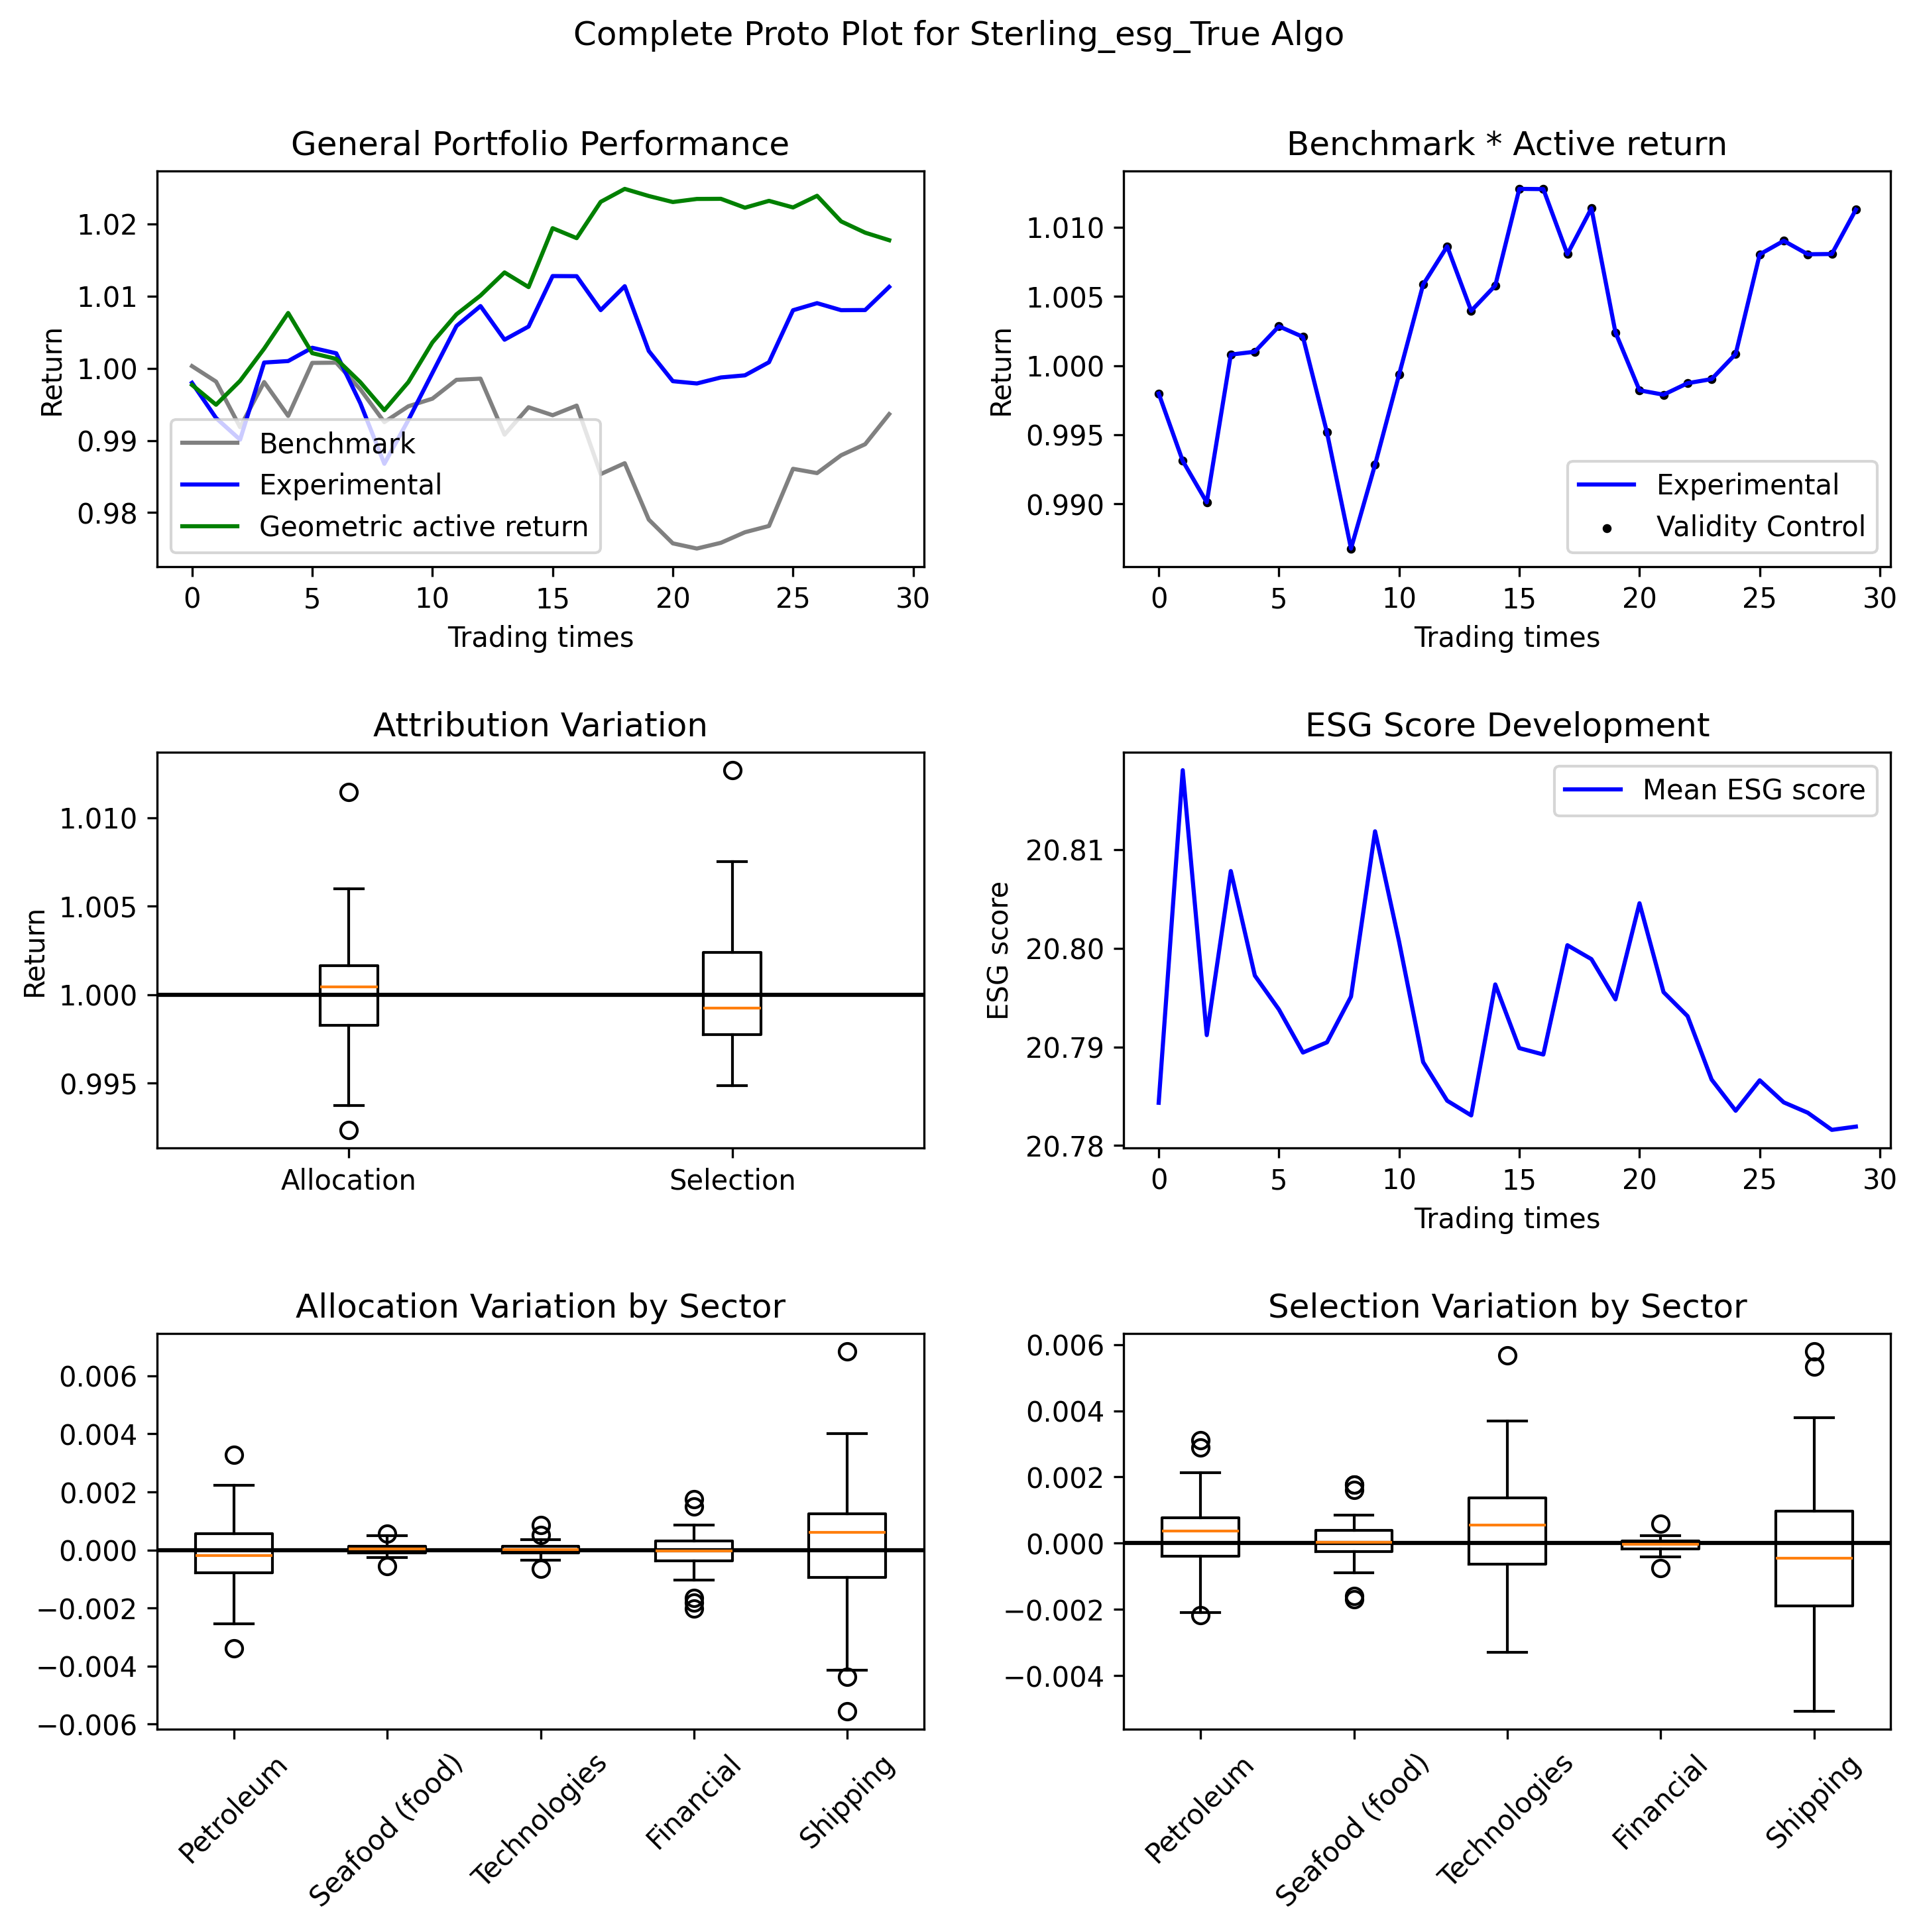 Complete Proto Plot for Sterling_esg_True Algo
General Portfolio Performance
Return
1.02
1.01
1.00
0.99
0.98
Benchmark
Experimental
Geometric active return
0 5 10 15 20 25 30
Trading times
Benchmark * Active return
Return
1.010
1.005
1.000
0.995
0.990
Experimental
Validity Control
0 5 10 15 20 25 30
Trading times
Attribution Variation
Return
1.010
1.005
1.000
0.995
Allocation Selection
ESG Score Development
ESG score
20.81
20.80
20.79
20.78
Mean ESG score
0 5 10 15 20 25 30
Trading times
Allocation Variation by Sector
0.006
0.004
0.002
0.000
−0.002
−0.004
−0.006
Petroleum
Seafood (food)
Technologies
Financial
Shipping
Selection Variation by Sector
0.006
0.004
0.002
0.000
−0.002
−0.004
Petroleum
Seafood (food)
Technologies
Financial
Shipping